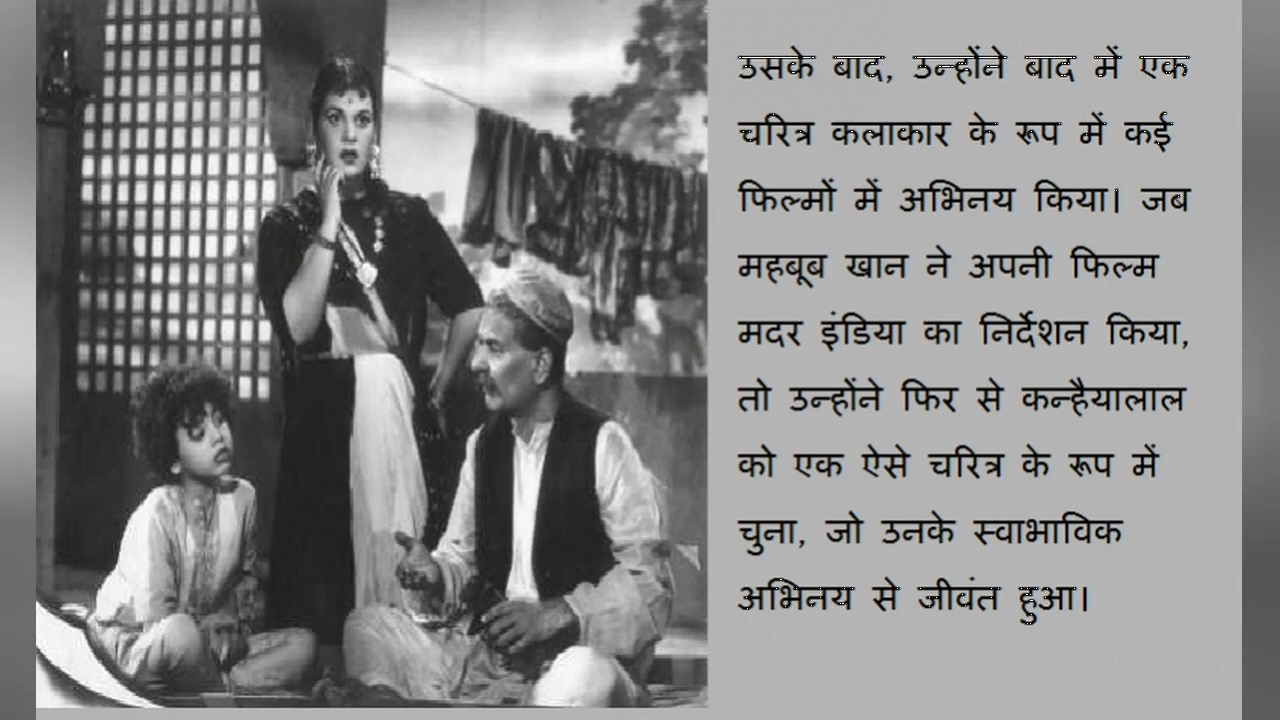 उसके बाद, उन्होंने बाद में एक
चरित्र कलाकार के रूप में कई
फिल्मों में अभिनय किया। जब
महबूब खान ने अपनी फिल्म
मदर इंडिया का निर्देशन किया,
तो उन्होंने फिर से कन्हैयालाल
को एक ऐसे चरित्र के रूप में
चुना, जो उनके स्वाभाविक
अभिनय से जीवंत हुआ।